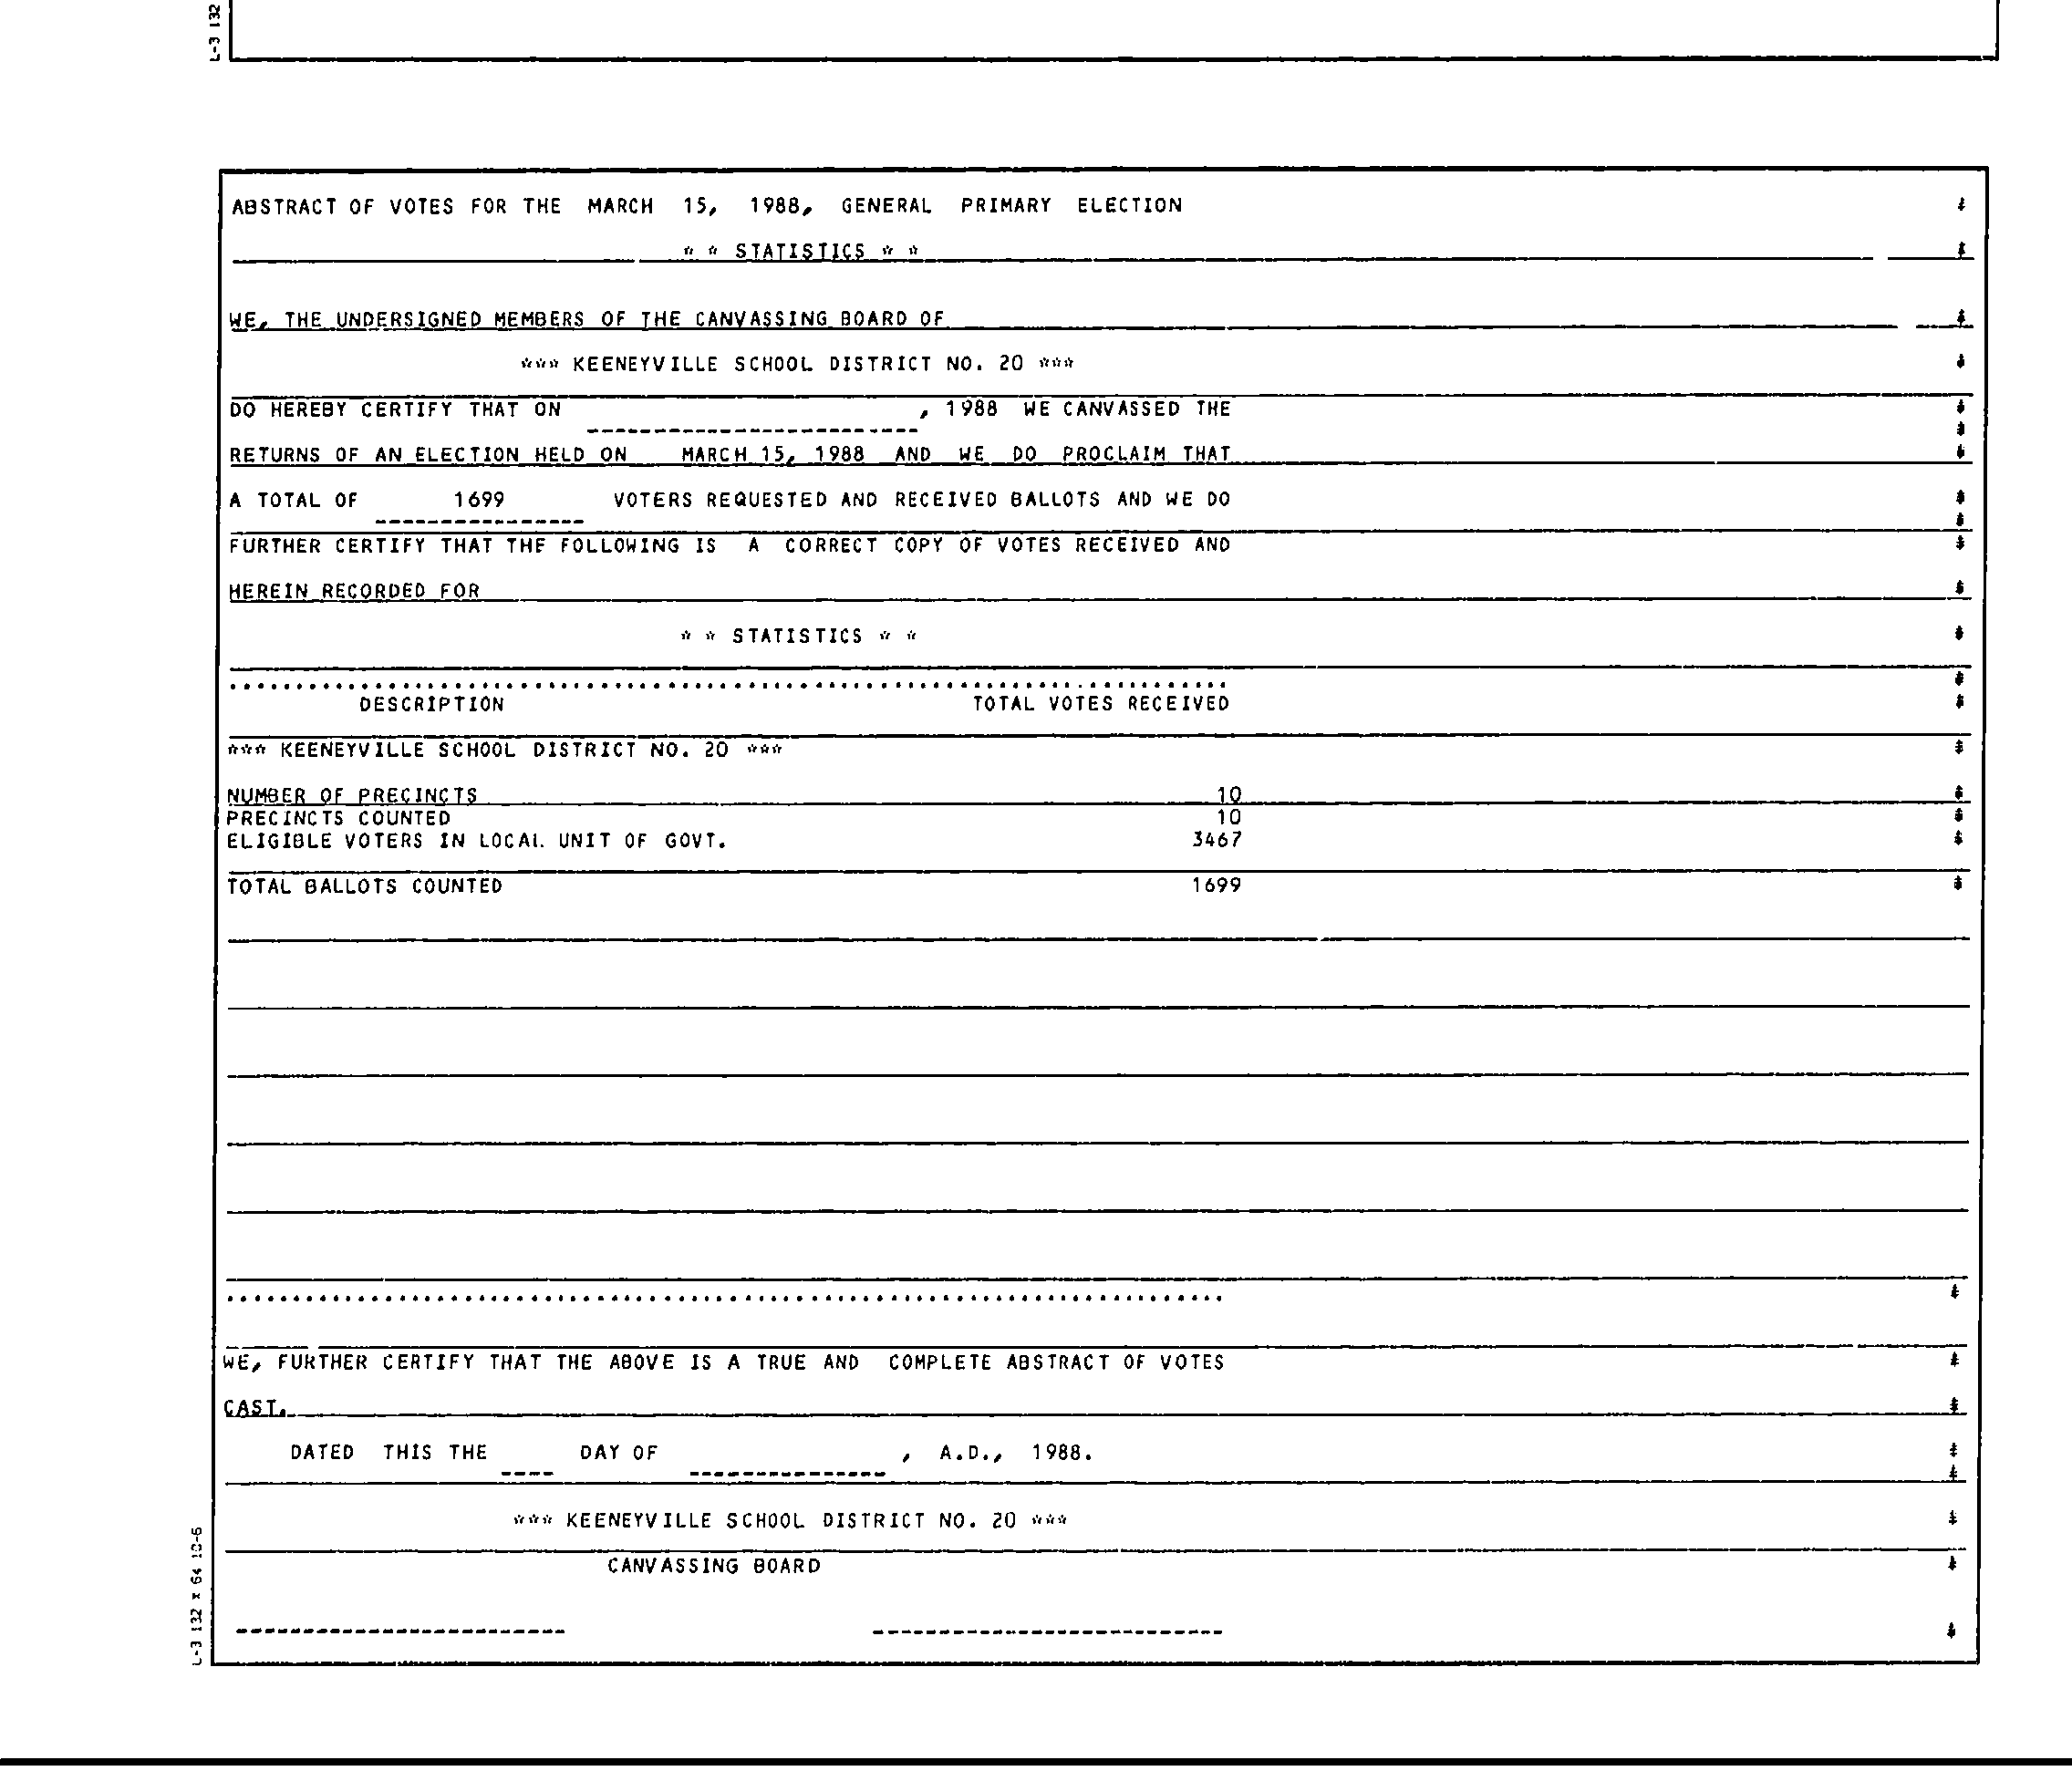 L-3 132
ABSTRACT OF VOTES FOR THE MARCH 15, 1988, GENERAL PRIMARY ELECTION
* * STATISTICS * *
WE, THE UNDERSIGNED MEMBERS OF THE CANVASSING BOARD OF
*** KEENEYVILLE SCHOOL DISTRICT NO. 20 ***
DO HEREBY CERTIFY THAT ON , 1988 WE CANVASSED THE
RETURNS OF AN ELECTION HELD ON MARCH 15, 1988 AND WE DO PROCLAIM THAT
A TOTAL OF 1699 VOTERS REQUESTED AND RECEIVED BALLOTS AND WE DO
FURTHER CERTIFY THAT THE FOLLOWING IS A CORRECT COPY OF VOTES RECEIVED AND
HEREIN RECORDED FOR
* * STATISTICS * *
DESCRIPTION TOTAL VOTES RECEIVED
*** KEENEYVILLE SCHOOL DISTRICT NO. 20 ***
NUMBER OF PRECINCTS 10
PRECINCTS COUNTED 10
ELIGIBLE VOTERS IN LOCAL UNIT OF GOVT. 3467
TOTAL BALLOTS COUNTED 1699
WE, FURTHER CERTIFY THAT THE ABOVE IS A TRUE AND COMPLETE ABSTRACT OF VOTES
CAST.
DATED THIS THE DAY OF , A.D., 1988.
*** KEENEYVILLE SCHOOL DISTRICT NO. 20 ***
CANVASSING BOARD
L-3 132 x 64 10-6